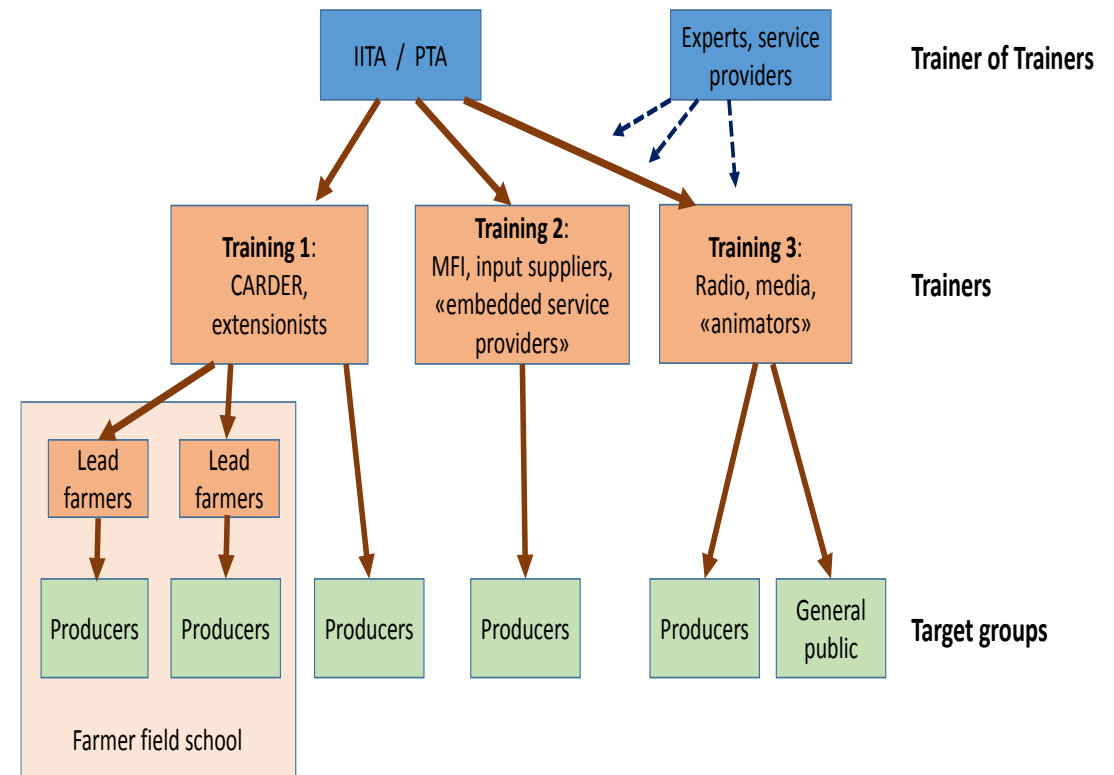 IITA / PTA
Experts, service
providers
Trainer of Trainers
Training 1:
CARDER,
extensionists
Training 2:
MFI, input suppliers,
«embedded service
providers»
Training 3:
Radio, media,
«animators»
Trainers
Lead
farmers
Lead
farmers
Producers
Producers
Producers
Producers
Producers
General
public
Target groups
Farmer field school